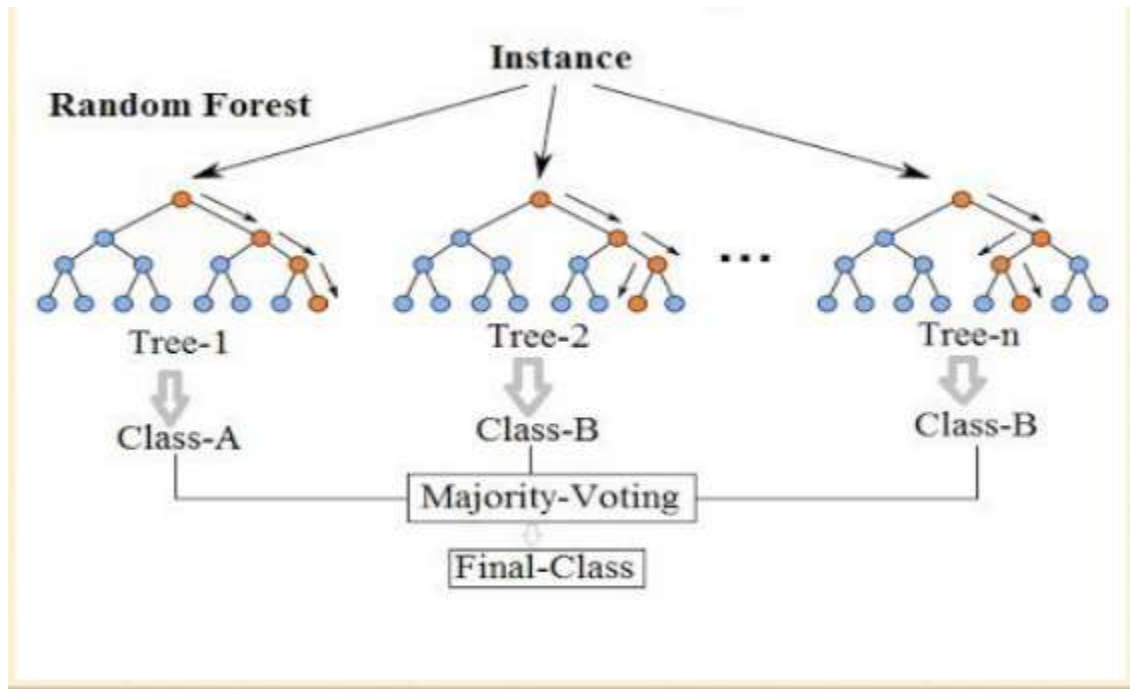 Instance
Random Forest
...
Tree-1
Tree-2
Tree-n
Class-A
Class-B
Class-B
Majority-Voting
Final-Class